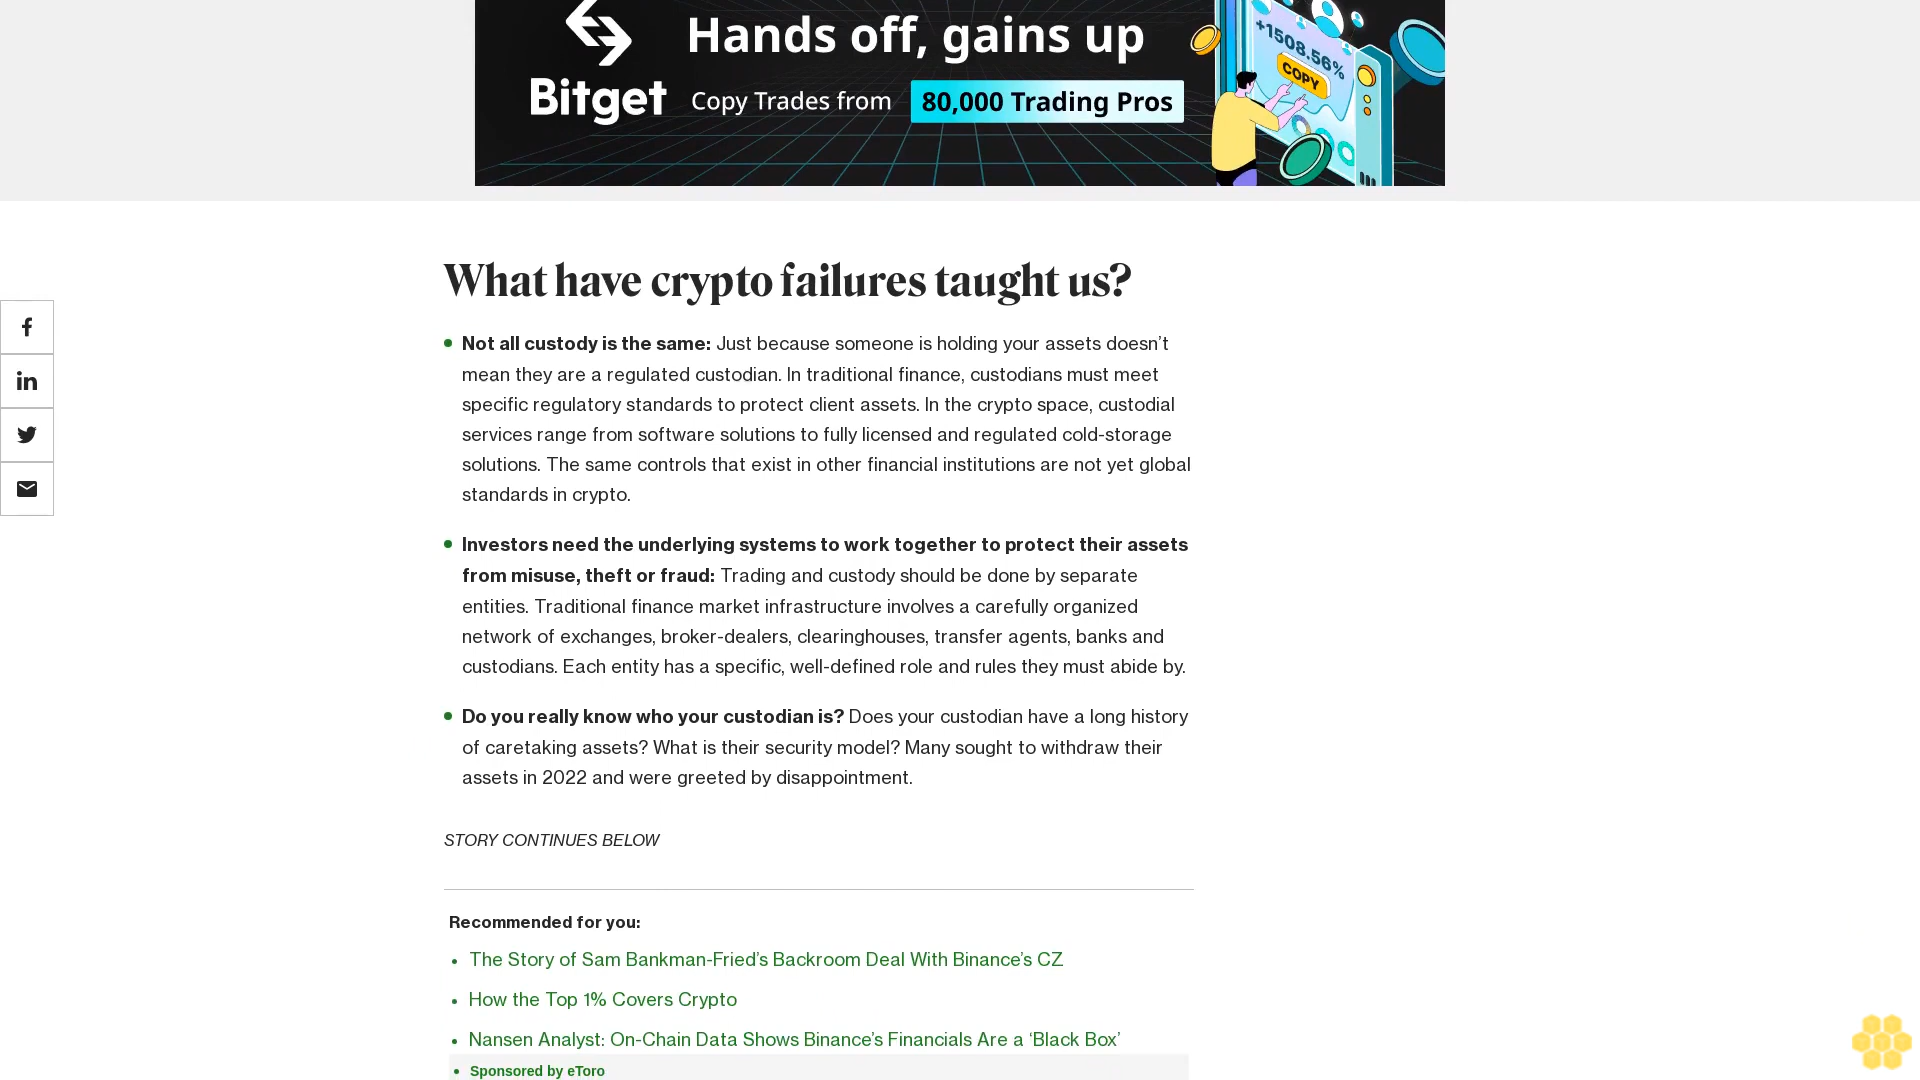 Hands off, gains up
+1508.56%
COPY
Bitget
Copy Trades from 80,000 Trading Pros
What have crypto failures taught us?
Not all custody is the same: Just because someone is holding your assets doesn’t
mean they are a regulated custodian. In traditional finance, custodians must meet
specific regulatory standards to protect client assets. In the crypto space, custodial
services range from software solutions to fully licensed and regulated cold-storage
solutions. The same controls that exist in other financial institutions are not yet global
standards in crypto.
Investors need the underlying systems to work together to protect their assets
from misuse, theft or fraud: Trading and custody should be done by separate
entities. Traditional finance market infrastructure involves a carefully organized
network of exchanges, broker-dealers, clearinghouses, transfer agents, banks and
custodians. Each entity has a specific, well-defined role and rules they must abide by.
Do you really know who your custodian is? Does your custodian have a long history
of caretaking assets? What is their security model? Many sought to withdraw their
assets in 2022 and were greeted by disappointment.
STORY CONTINUES BELOW
Recommended for you:
The Story of Sam Bankman-Fried’s Backroom Deal With Binance’s CZ
How the Top 1% Covers Crypto
Nansen Analyst: On-Chain Data Shows Binance’s Financials Are a ‘Black Box’
Sponsored by eToro